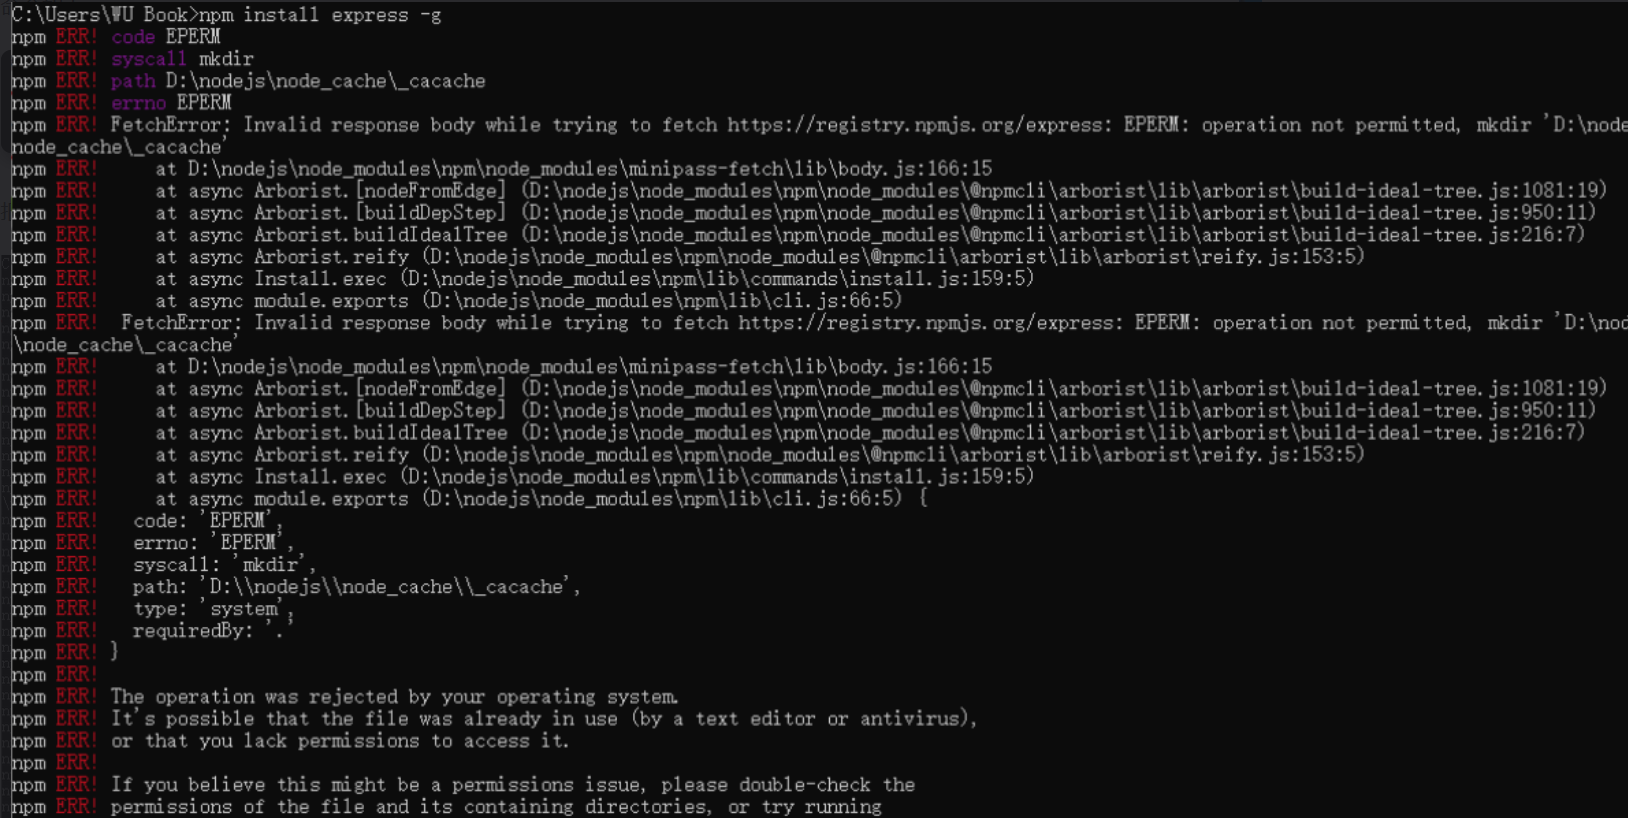 C:\Users\WU Book>npm install express -g
npm ERR! code EPERM
npm ERR! syscall mkdir
npm ERR! path D:\nodejs\node_cache\_cacache
npm ERR! errno EPERM
npm ERR! FetchError: Invalid response body while trying to fetch https://registry.npmjs.org/express: EPERM: operation not permitted, mkdir 'D:\node
node_cache\_cacache'
npm ERR!     at D:\nodejs\node_modules\npm\node_modules\minipass-fetch\lib\body.js:166:15
npm ERR!     at async Arborist.[nodeFromEdge] (D:\nodejs\node_modules\npm\node_modules\@npmcli\arborist\lib\arborist\build-ideal-tree.js:1081:19)
npm ERR!     at async Arborist.[buildDepStep] (D:\nodejs\node_modules\npm\node_modules\@npmcli\arborist\lib\arborist\build-ideal-tree.js:950:11)
npm ERR!     at async Arborist.buildIdealTree (D:\nodejs\node_modules\npm\node_modules\@npmcli\arborist\lib\arborist\build-ideal-tree.js:216:7)
npm ERR!     at async Arborist.reify (D:\nodejs\node_modules\npm\node_modules\@npmcli\arborist\lib\arborist\reify.js:153:5)
npm ERR!     at async Install.exec (D:\nodejs\node_modules\npm\lib\commands\install.js:159:5)
npm ERR!     at async module.exports (D:\nodejs\node_modules\npm\lib\cli.js:66:5)
npm ERR!  FetchError: Invalid response body while trying to fetch https://registry.npmjs.org/express: EPERM: operation not permitted, mkdir 'D:\nod
\node_cache\_cacache'
npm ERR!     at D:\nodejs\node_modules\npm\node_modules\minipass-fetch\lib\body.js:166:15
npm ERR!     at async Arborist.[nodeFromEdge] (D:\nodejs\node_modules\npm\node_modules\@npmcli\arborist\lib\arborist\build-ideal-tree.js:1081:19)
npm ERR!     at async Arborist.[buildDepStep] (D:\nodejs\node_modules\npm\node_modules\@npmcli\arborist\lib\arborist\build-ideal-tree.js:950:11)
npm ERR!     at async Arborist.buildIdealTree (D:\nodejs\node_modules\npm\node_modules\@npmcli\arborist\lib\arborist\build-ideal-tree.js:216:7)
npm ERR!     at async Arborist.reify (D:\nodejs\node_modules\npm\node_modules\@npmcli\arborist\lib\arborist\reify.js:153:5)
npm ERR!     at async Install.exec (D:\nodejs\node_modules\npm\lib\commands\install.js:159:5)
npm ERR!     at async module.exports (D:\nodejs\node_modules\npm\lib\cli.js:66:5) {
npm ERR!   code: 'EPERM',
npm ERR!   errno: 'EPERM',
npm ERR!   syscall: 'mkdir',
npm ERR!   path: 'D:\\nodejs\\node_cache\\_cacache',
npm ERR!   type: 'system',
npm ERR!   requiredBy: '.'
npm ERR! }
npm ERR!
npm ERR! The operation was rejected by your operating system.
npm ERR! It's possible that the file was already in use (by a text editor or antivirus),
npm ERR! or that you lack permissions to access it.
npm ERR!
npm ERR! If you believe this might be a permissions issue, please double-check the
npm ERR! permissions of the file and its containing directories, or try running